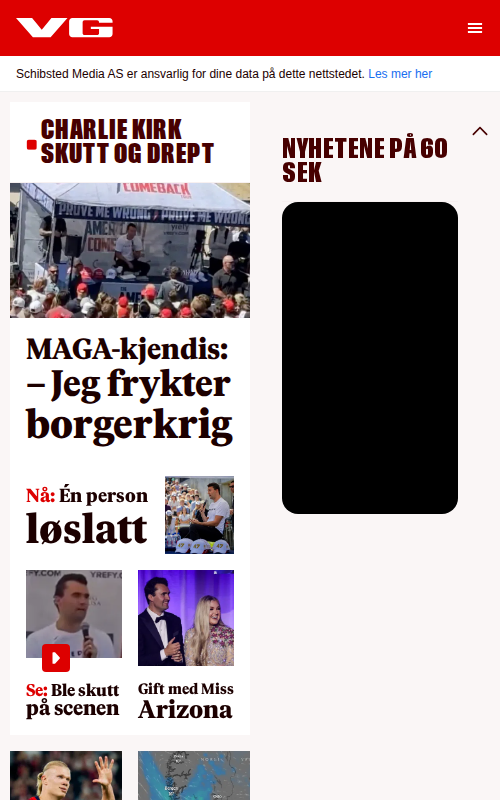 VG
Schibsted Media AS er ansvarlig for dine data på dette nettstedet. Les mer her
CHARLIE KIRK
SKUTT OG DREPT
COMEBACK
PROVE ME WRONG
PROVE ME WRONG
AMERICA
COMES
MAGA-kjendis:
– Jeg frykter
borgerkrig
Nå: Én person
løslatt
Se: Ble skutt
på scenen
Gift med Miss
Arizona
NYHETENE PÅ 60
SEK